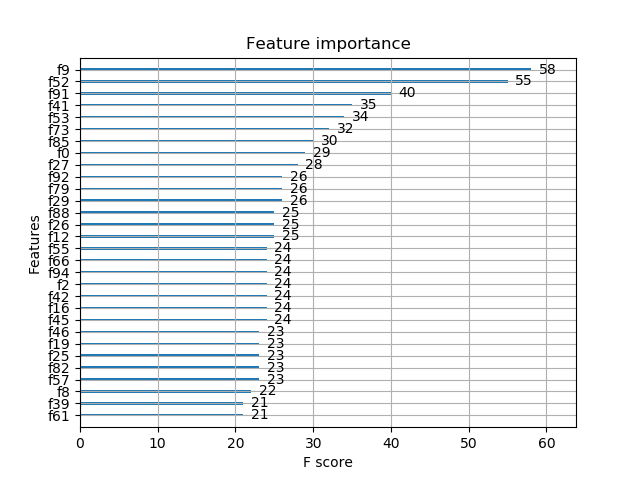 Feature importance
f9 58
f52 55
f91 40
f41 35
f53 34
f73 32
f85 30
f0 29
f27 28
f92 26
f79 26
f29 26
f88 25
f26 25
f12 25
f55 24
f66 24
f94 24
f2 24
f42 24
f16 24
f45 24
f46 23
f19 23
f25 23
f82 23
f57 23
f8 22
f39 21
f61 21
Features
0 10 20 30 40 50 60
F score